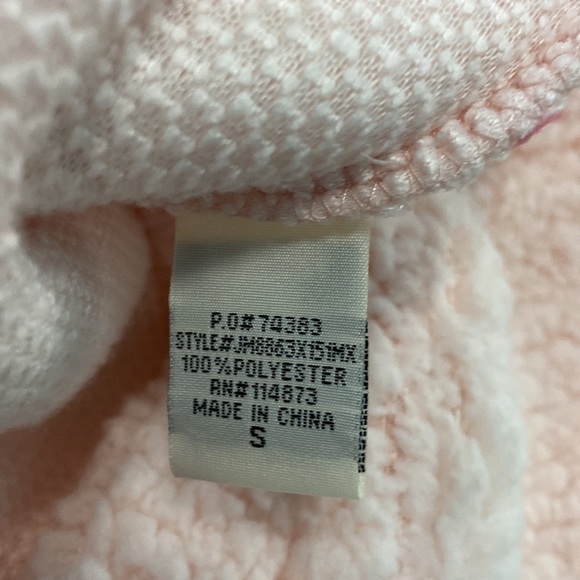 P.O# 74383
STYLE#JM8863X151MX
100%POLYESTER
RN#114873
MADE IN CHINA
S